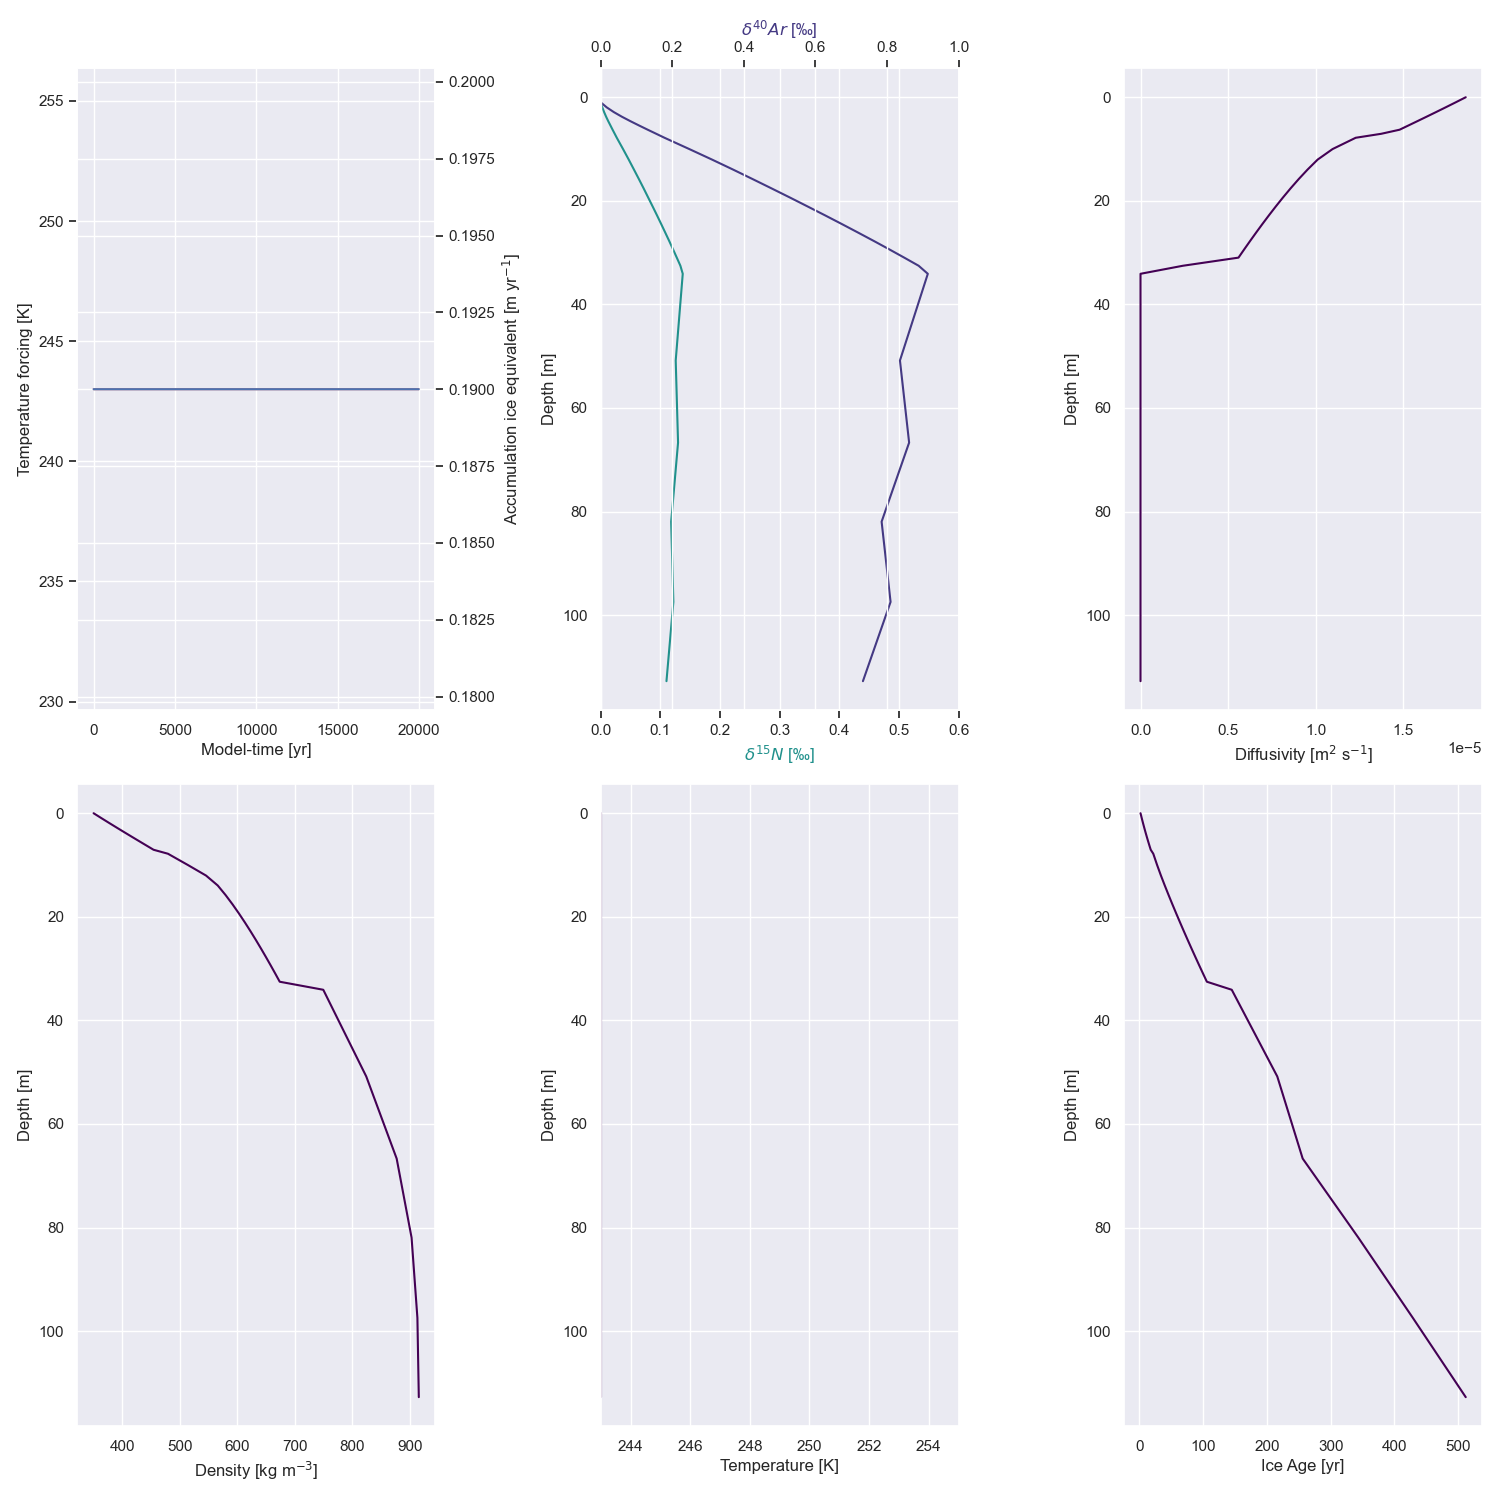 δ⁴⁰Ar [‰]
0.0 0.2 0.4 0.6 0.8 1.0
255
250
245
240
235
230
Temperature forcing [K]
0.2000
0.1975
0.1950
0.1925
0.1900
0.1875
0.1850
0.1825
0.1800
Accumulation ice equivalent [m yr⁻¹]
0 5000 10000 15000 20000
Model-time [yr]
0
20
40
60
80
100
Depth [m]
0.0 0.1 0.2 0.3 0.4 0.5 0.6
δ¹⁵N [‰]
0
20
40
60
80
100
Depth [m]
0.0 0.5 1.0 1.5
1e−5
Diffusivity [m² s⁻¹]
0
20
40
60
80
100
Depth [m]
400 500 600 700 800 900
Density [kg m⁻³]
0
20
40
60
80
100
Depth [m]
244 246 248 250 252 254
Temperature [K]
0
20
40
60
80
100
Depth [m]
0 100 200 300 400 500
Ice Age [yr]